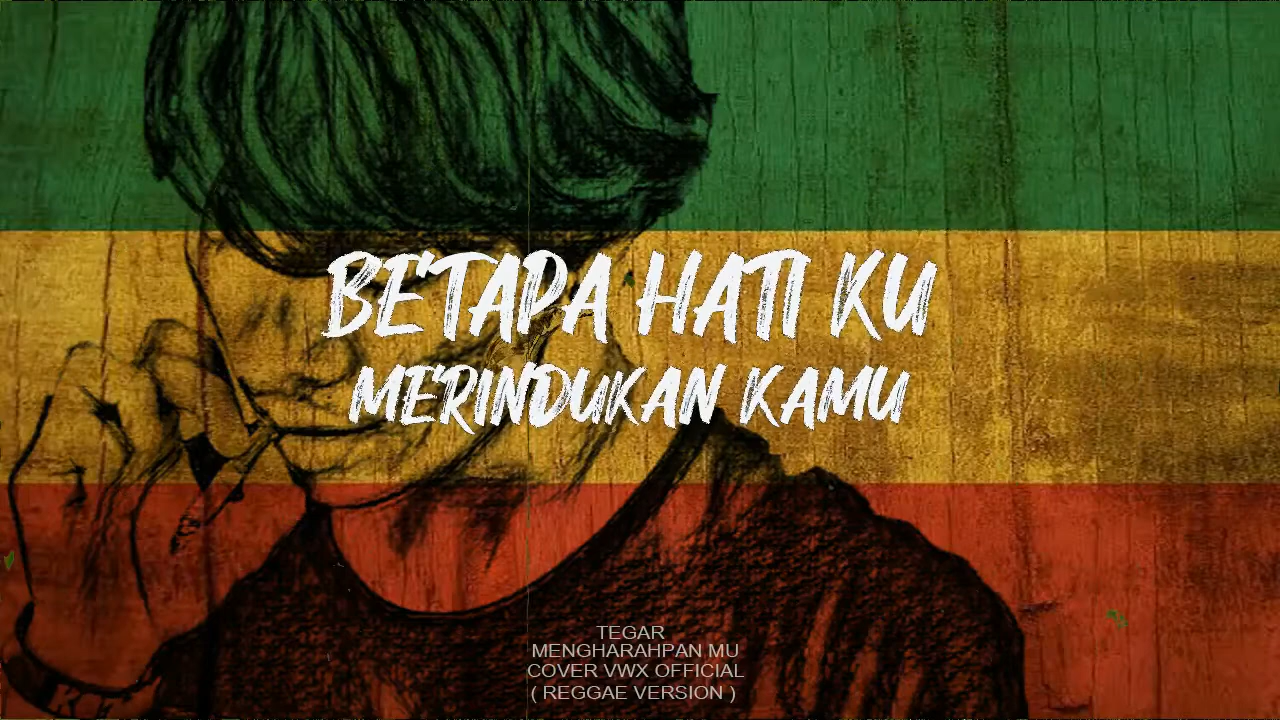 BETAPA HATI KU
MERINDUKAN KAMU
TEGAR
MENGHARAHPAN MU
COVER VWX OFFICIAL
( REGGAE VERSION )